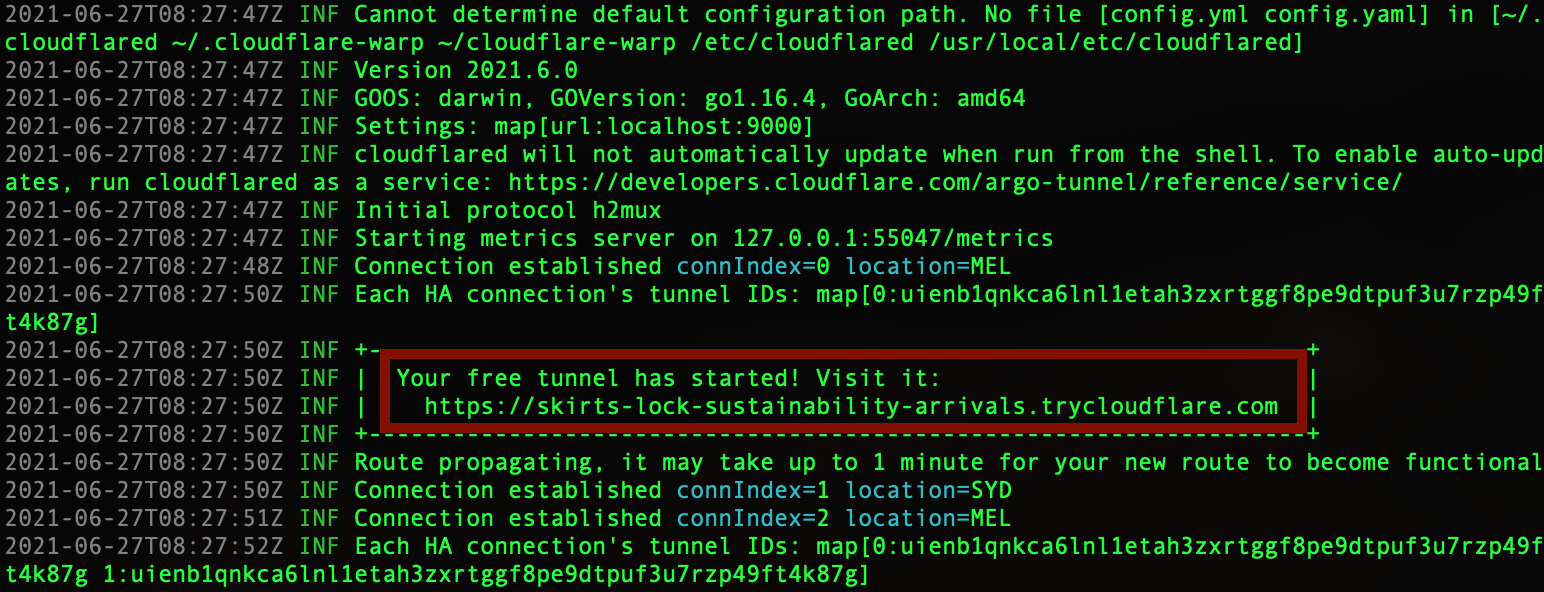 2021-06-27T08:27:47Z INF Cannot determine default configuration path. No file [config.yml config.yaml] in [~/.
cloudflared ~/.cloudflare-warp ~/cloudflare-warp /etc/cloudflared /usr/local/etc/cloudflared]
2021-06-27T08:27:47Z INF Version 2021.6.0
2021-06-27T08:27:47Z INF GOOS: darwin, GOVersion: go1.16.4, GoArch: amd64
2021-06-27T08:27:47Z INF Settings: map[url:localhost:9000]
2021-06-27T08:27:47Z INF cloudflared will not automatically update when run from the shell. To enable auto-upd
ates, run cloudflared as a service: https://developers.cloudflare.com/argo-tunnel/reference/service/
2021-06-27T08:27:47Z INF Initial protocol h2mux
2021-06-27T08:27:47Z INF Starting metrics server on 127.0.0.1:55047/metrics
2021-06-27T08:27:48Z INF Connection established connIndex=0 location=MEL
2021-06-27T08:27:50Z INF Each HA connection's tunnel IDs: map[0:uienb1qnkca6lnl1etah3zxrtggf8pe9dtpuf3u7rzp49f
t4k87g]
2021-06-27T08:27:50Z INF +- +
2021-06-27T08:27:50Z INF | Your free tunnel has started! Visit it: |
2021-06-27T08:27:50Z INF | https://skirts-lock-sustainability-arrivals.trycloudflare.com |
2021-06-27T08:27:50Z INF +-------------------------------------------------------------------+
2021-06-27T08:27:50Z INF Route propagating, it may take up to 1 minute for your new route to become functional
2021-06-27T08:27:50Z INF Connection established connIndex=1 location=SYD
2021-06-27T08:27:51Z INF Connection established connIndex=2 location=MEL
2021-06-27T08:27:52Z INF Each HA connection's tunnel IDs: map[0:uienb1qnkca6lnl1etah3zxrtggf8pe9dtpuf3u7rzp49f
t4k87g 1:uienb1qnkca6lnl1etah3zxrtggf8pe9dtpuf3u7rzp49ft4k87g]